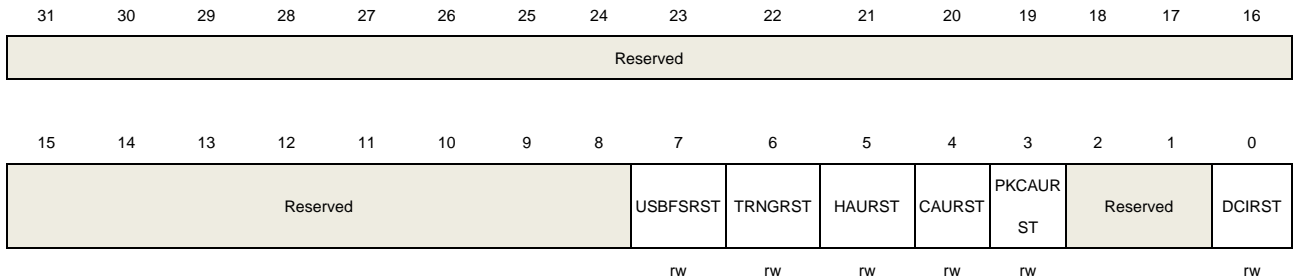 31 30 29 28 27 26 25 24 23 22 21 20 19 18 17 16
Reserved
15 14 13 12 11 10 9 8 7 6 5 4 3 2 1 0
Reserved USBFSRST TRNGRST HAURST CAURST PKCAUR ST Reserved DCIRST
rw rw rw rw rw rw